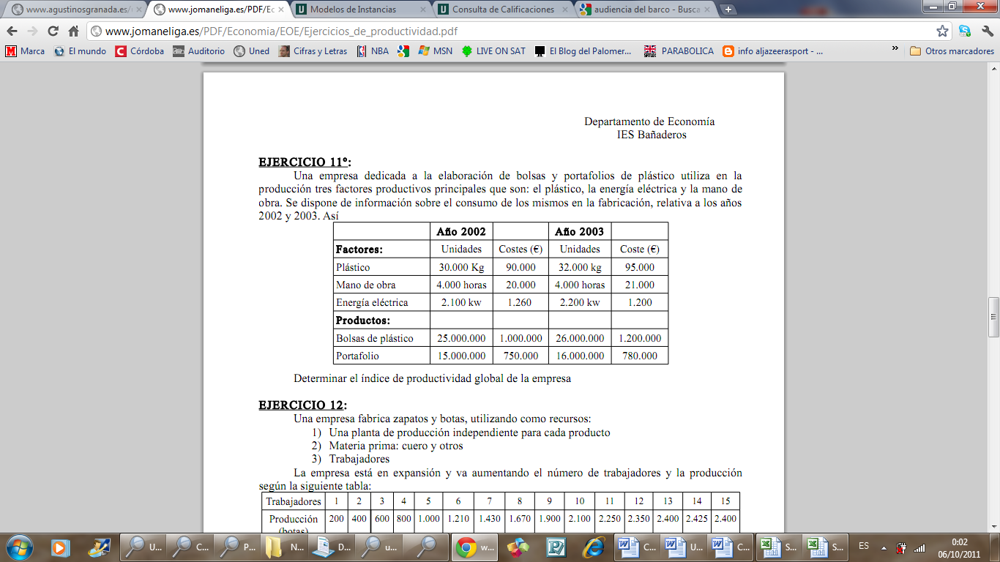 www.agustinosgranada.es/
www.jomaneliga.es/PDF/Ec
Modelos de Instancias
Consulta de Calificaciones
audiencia del barco - Busca
www.jomaneliga.es/PDF/Economia/EOE/Ejercicios_de_productividad.pdf
Marca El mundo Córdoba Auditorio Uned Cifras y Letras NBA MSN LIVE ON SAT El Blog del Palomer... PARABOLICA info aljazeerasport - ... » Otros marcadores
Departamento de Economía
IES Bañaderos
EJERCICIO 11º:
Una empresa dedicada a la elaboración de bolsas y portafolios de plástico utiliza en la
producción tres factores productivos principales que son: el plástico, la energía eléctrica y la mano de
obra. Se dispone de información sobre el consumo de los mismos en la fabricación, relativa a los años
2002 y 2003. Así
Año 2002 Año 2003
Factores: Unidades Costes (€) Unidades Coste (€)
Plástico 30.000 Kg 90.000 32.000 kg 95.000
Mano de obra 4.000 horas 20.000 4.000 horas 21.000
Energía eléctrica 2.100 kw 1.260 2.200 kw 1.200
Productos:
Bolsas de plástico 25.000.000 1.000.000 26.000.000 1.200.000
Portafolio 15.000.000 750.000 16.000.000 780.000
Determinar el índice de productividad global de la empresa
EJERCICIO 12:
Una empresa fabrica zapatos y botas, utilizando como recursos:
1) Una planta de producción independiente para cada producto
2) Materia prima: cuero y otros
3) Trabajadores
La empresa está en expansión y va aumentando el número de trabajadores y la producción
según la siguiente tabla:
Trabajadores 1 2 3 4 5 6 7 8 9 10 11 12 13 14 15
Producción 200 400 600 800 1.000 1.210 1.430 1.670 1.900 2.100 2.250 2.350 2.400 2.425 2.400
(botas)
U... C... P... N... D... u... w... C... U... C... S... S... ES 0:02
06/10/2011